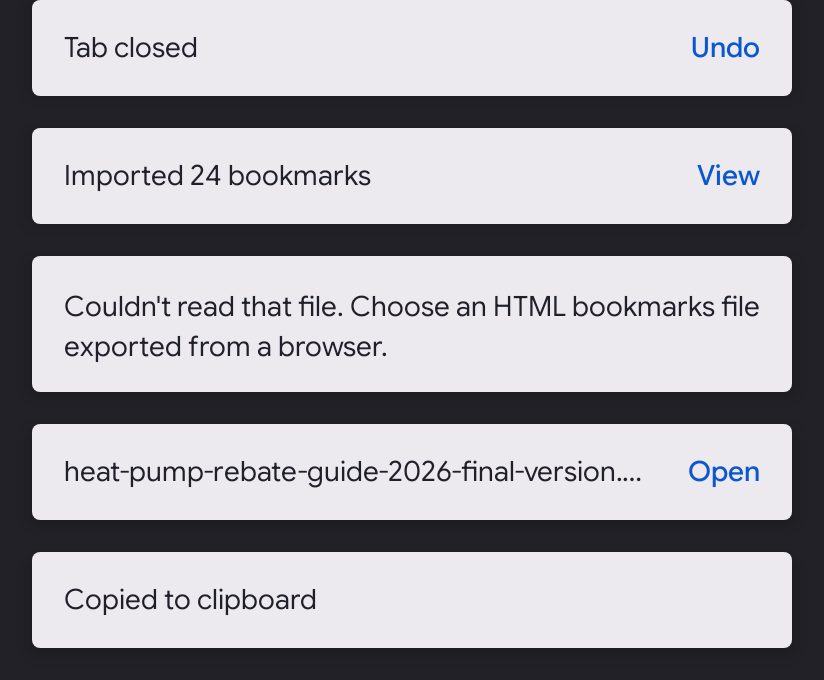 Tab closed Undo
Imported 24 bookmarks View
Couldn't read that file. Choose an HTML bookmarks file
exported from a browser.
heat-pump-rebate-guide-2026-final-version.... Open
Copied to clipboard